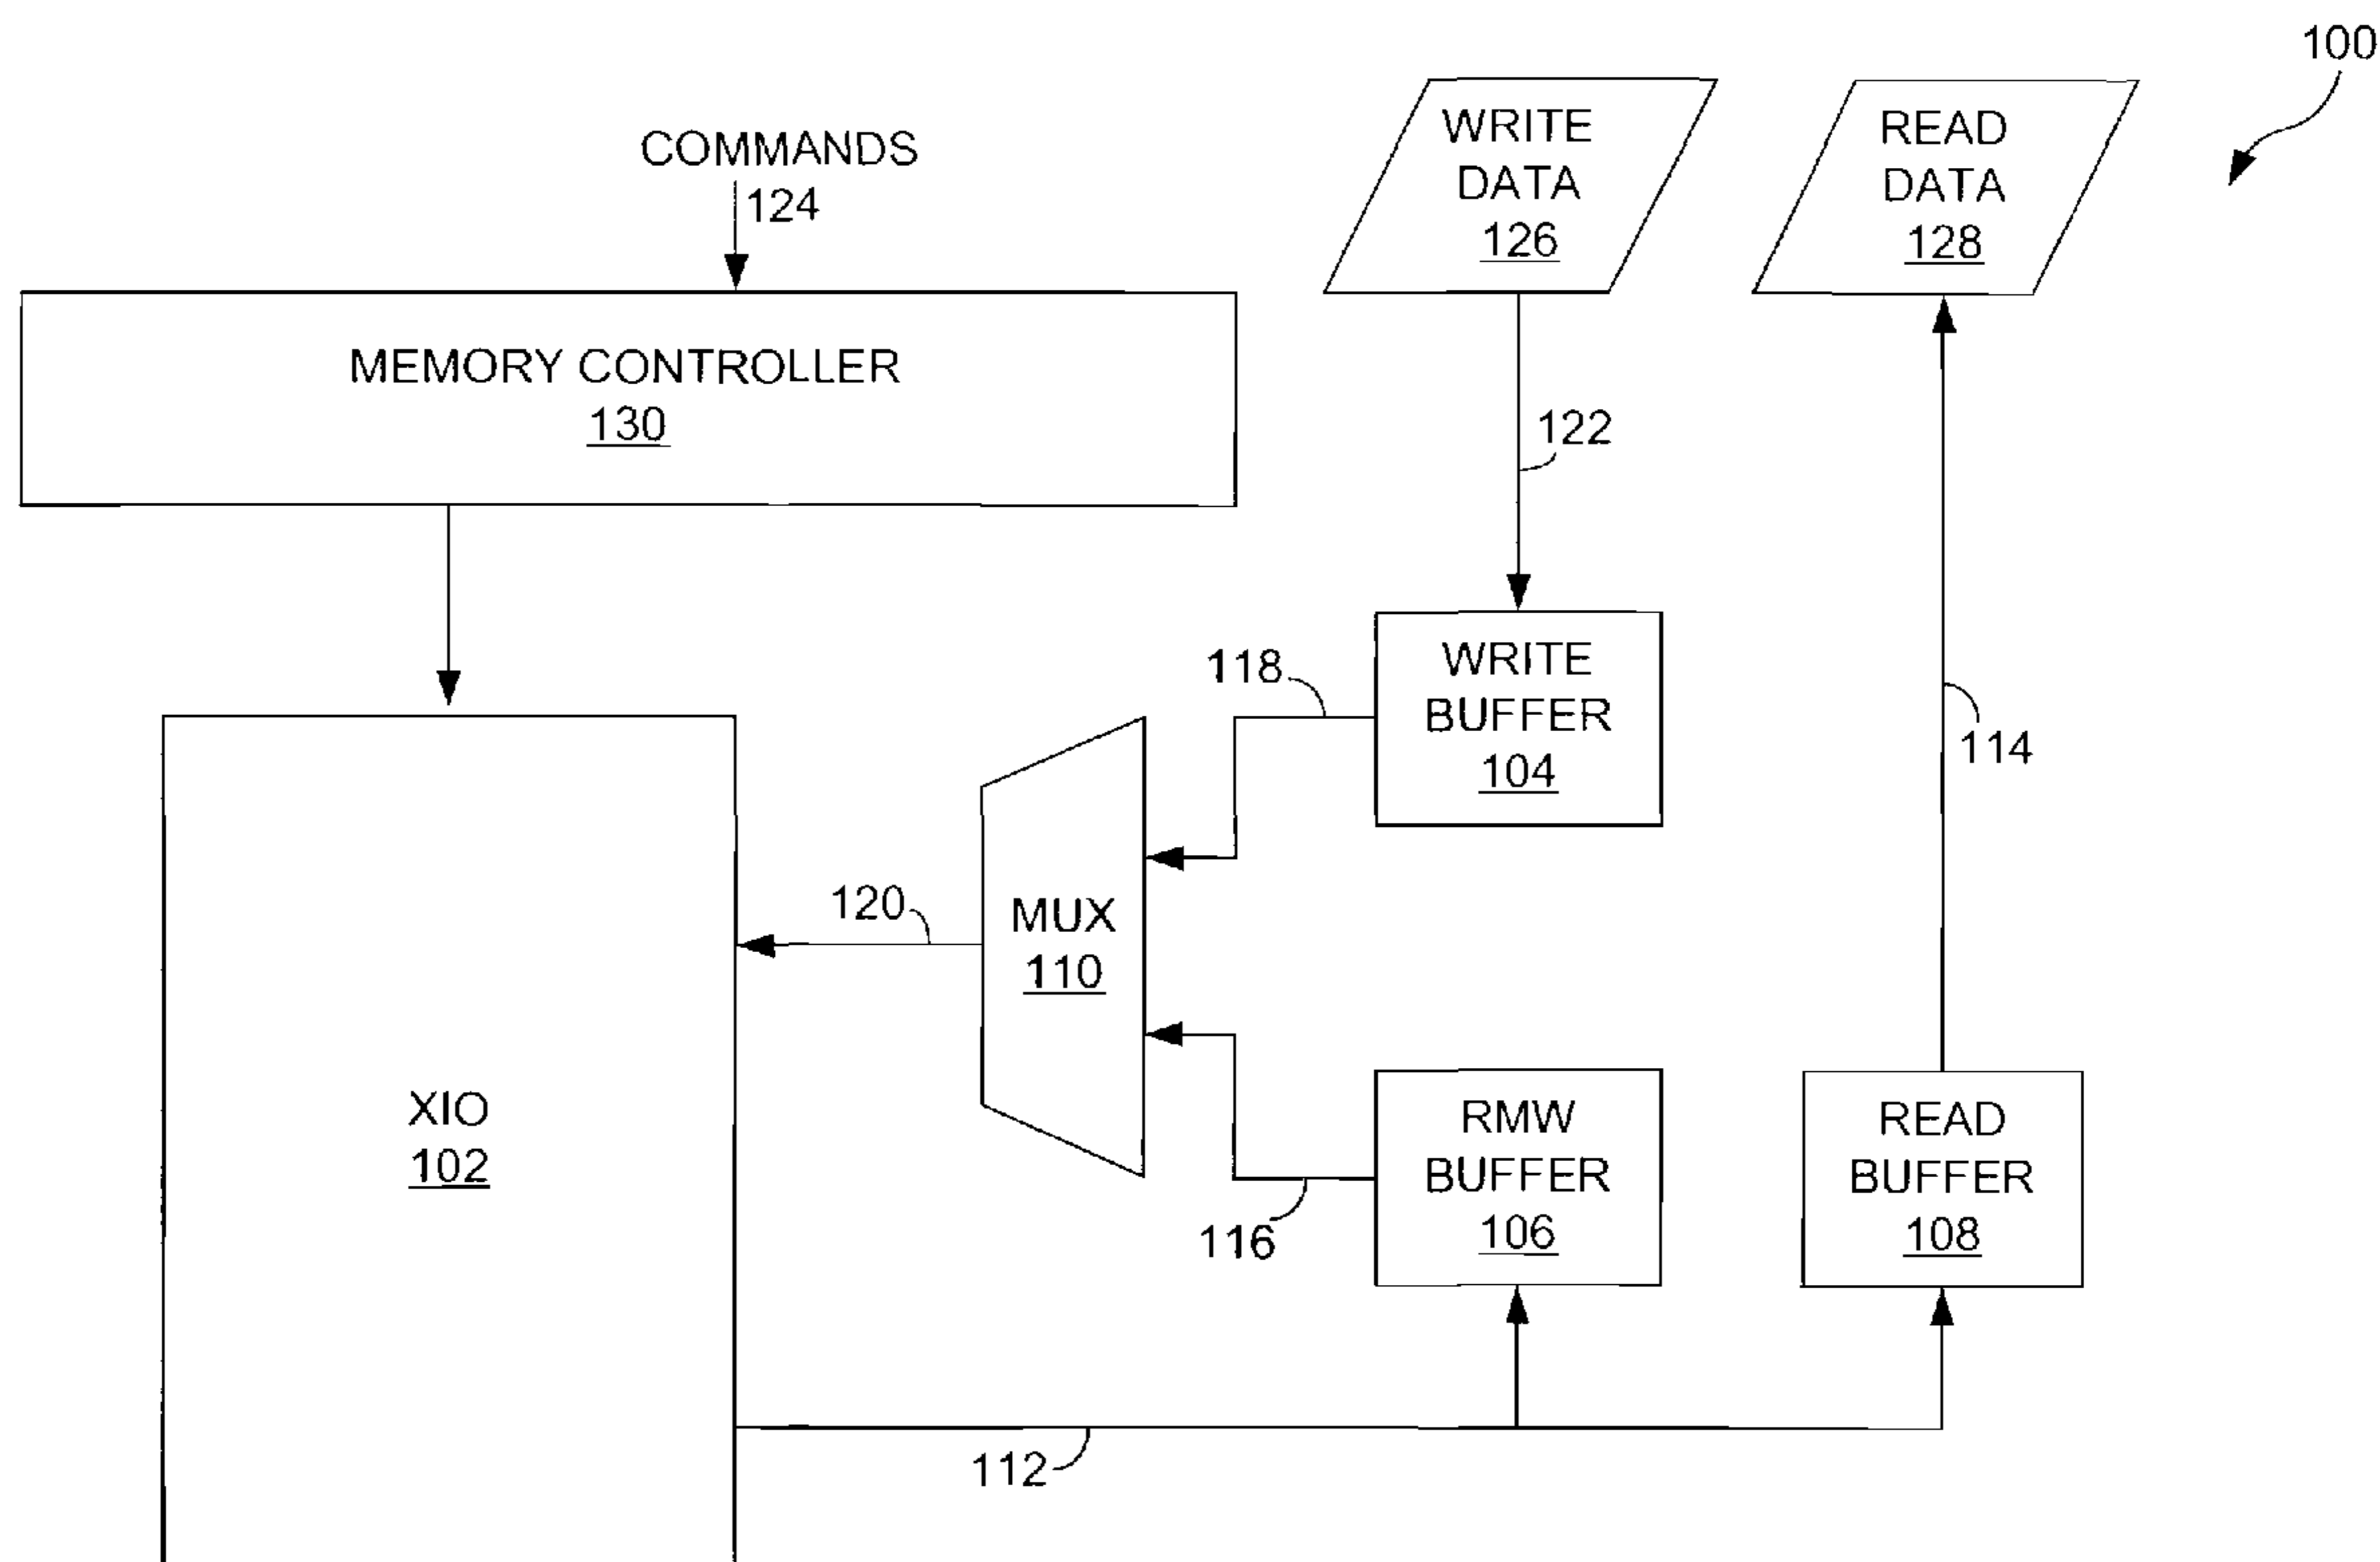 100
COMMANDS
124
WRITE
DATA
126
READ
DATA
128
MEMORY CONTROLLER
130
122
118
WRITE
BUFFER
104
114
120
MUX
110
XIO
102
116
RMW
BUFFER
106
READ
BUFFER
108
112